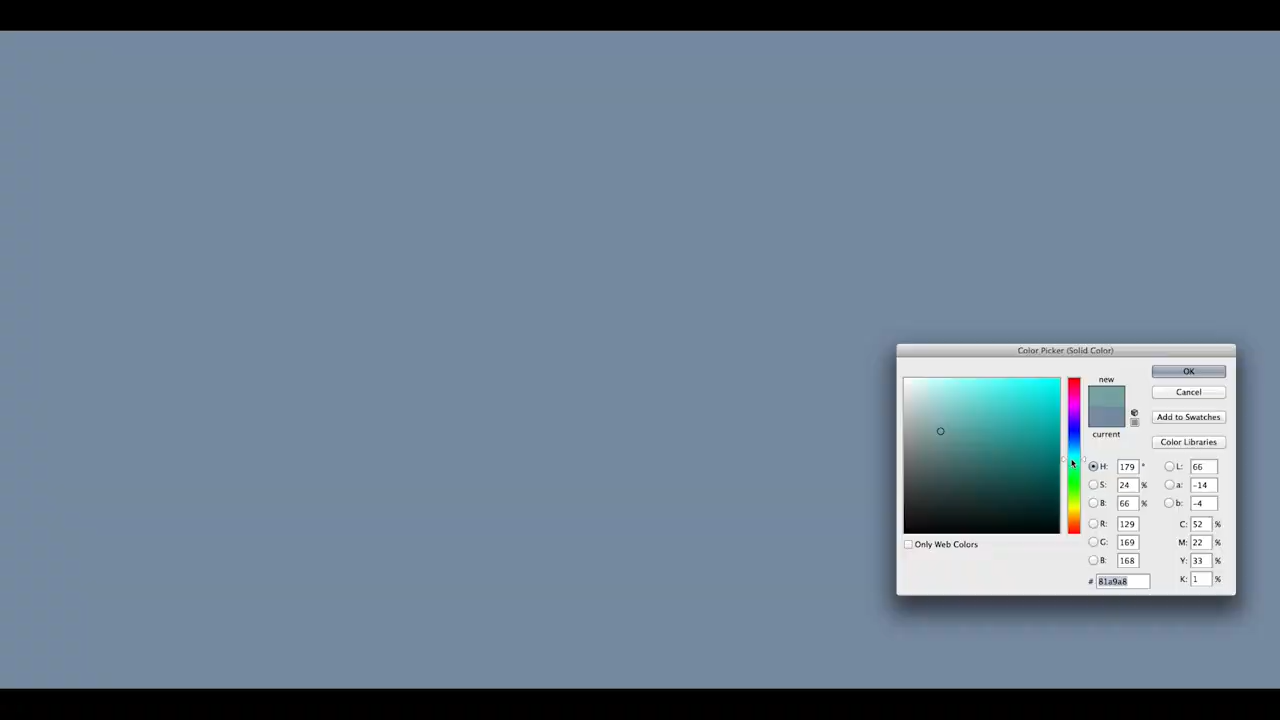 Color Picker (Solid Color)
new
current
OK
Cancel
Add to Swatches
Color Libraries
H: 179 °
S: 24 %
B: 66 %
R: 129
G: 169
B: 168
# 81a9a8
L: 66
a: -14
b: -4
C: 52 %
M: 22 %
Y: 33 %
K: 1 %
Only Web Colors